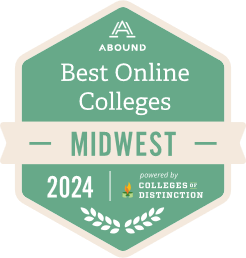 ABOUND
Best Online
Colleges
MIDWEST
2024
powered by
COLLEGES OF
DISTINCTION